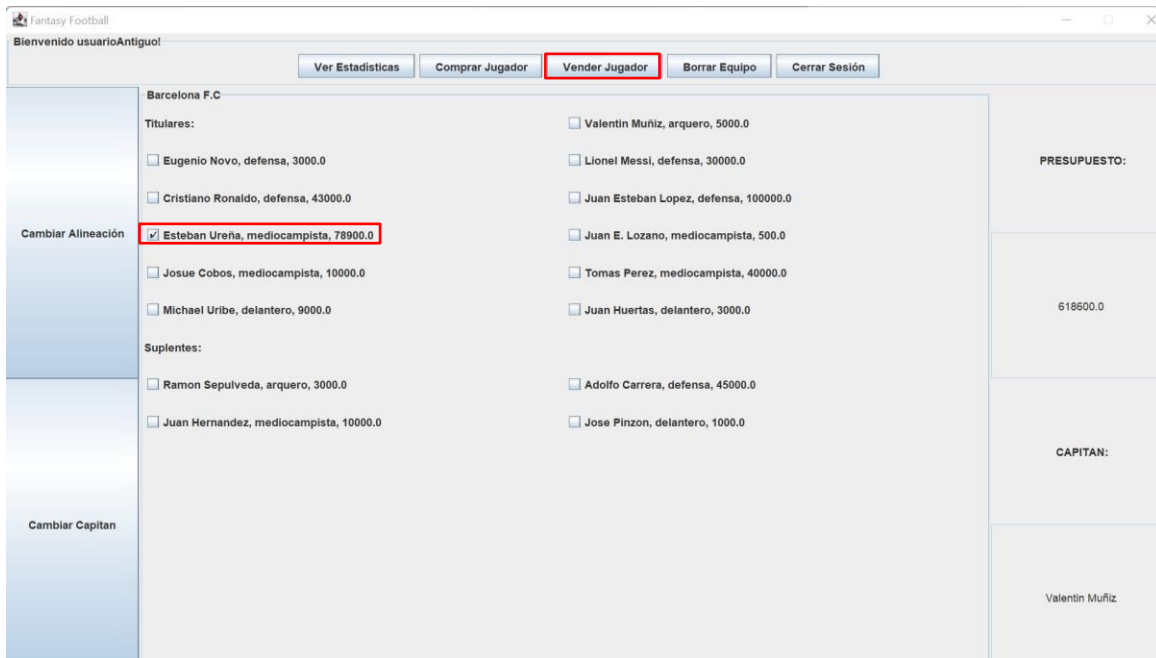 Fantasy Football
Bienvenido usuarioAntiguo!
Ver Estadisticas
Comprar Jugador
Vender Jugador
Borrar Equipo
Cerrar Sesión
Cambiar Alineación
Cambiar Capitan
Barcelona F.C
Titulares:
Valentin Muñiz, arquero, 5000.0
Eugenio Novo, defensa, 3000.0
Lionel Messi, defensa, 30000.0
Cristiano Ronaldo, defensa, 43000.0
Juan Esteban Lopez, defensa, 100000.0
Esteban Ureña, mediocampista, 78900.0
Juan E. Lozano, mediocampista, 500.0
Josue Cobos, mediocampista, 10000.0
Tomas Perez, mediocampista, 40000.0
Michael Uribe, delantero, 9000.0
Juan Huertas, delantero, 3000.0
Suplentes:
Ramon Sepulveda, arquero, 3000.0
Adolfo Carrera, defensa, 45000.0
Juan Hernandez, mediocampista, 10000.0
Jose Pinzon, delantero, 1000.0
PRESUPUESTO:
618600.0
CAPITAN:
Valentin Muñiz